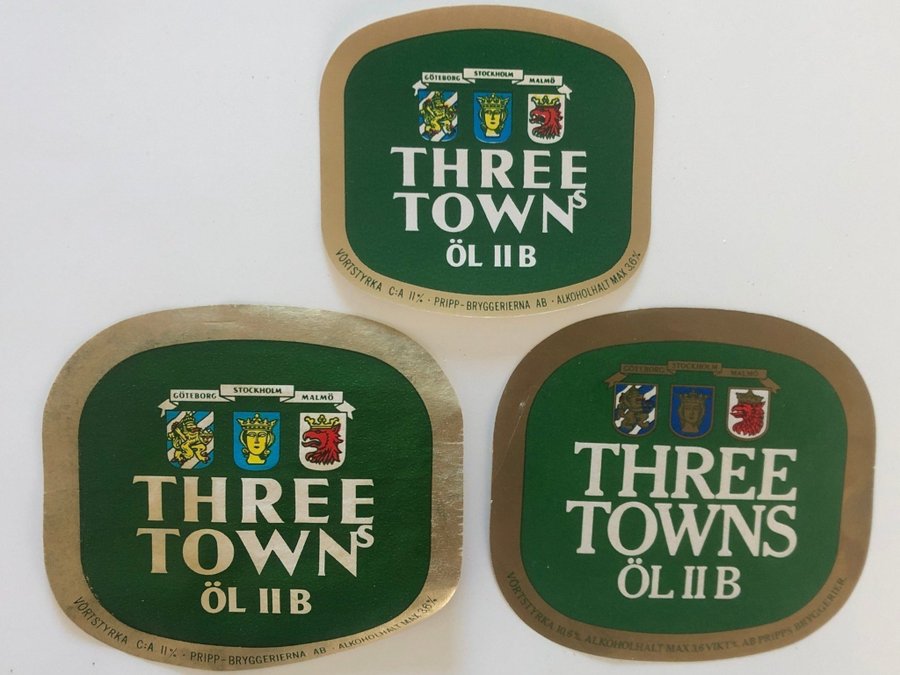 GÖTEBORG STOCKHOLM MALMÖ
THREE
TOWNS
ÖL II B
VÖRTSTYRKA C:A 11% · PRIPP-BRYGGERIERNA AB · ALKOHOLHALT MAX 3,6%
GÖTEBORG STOCKHOLM MALMÖ
THREE
TOWNS
ÖL II B
VÖRTSTYRKA C:A 11% · PRIPP-BRYGGERIERNA AB · ALKOHOLHALT MAX 3,6%
GÖTEBORG STOCKHOLM MALMÖ
THREE
TOWNS
ÖL II B
VÖRTSTYRKA 10,6%, ALKOHOLHALT MAX 3,6 VIKT%, AB PRIPPS BRYGGERIER